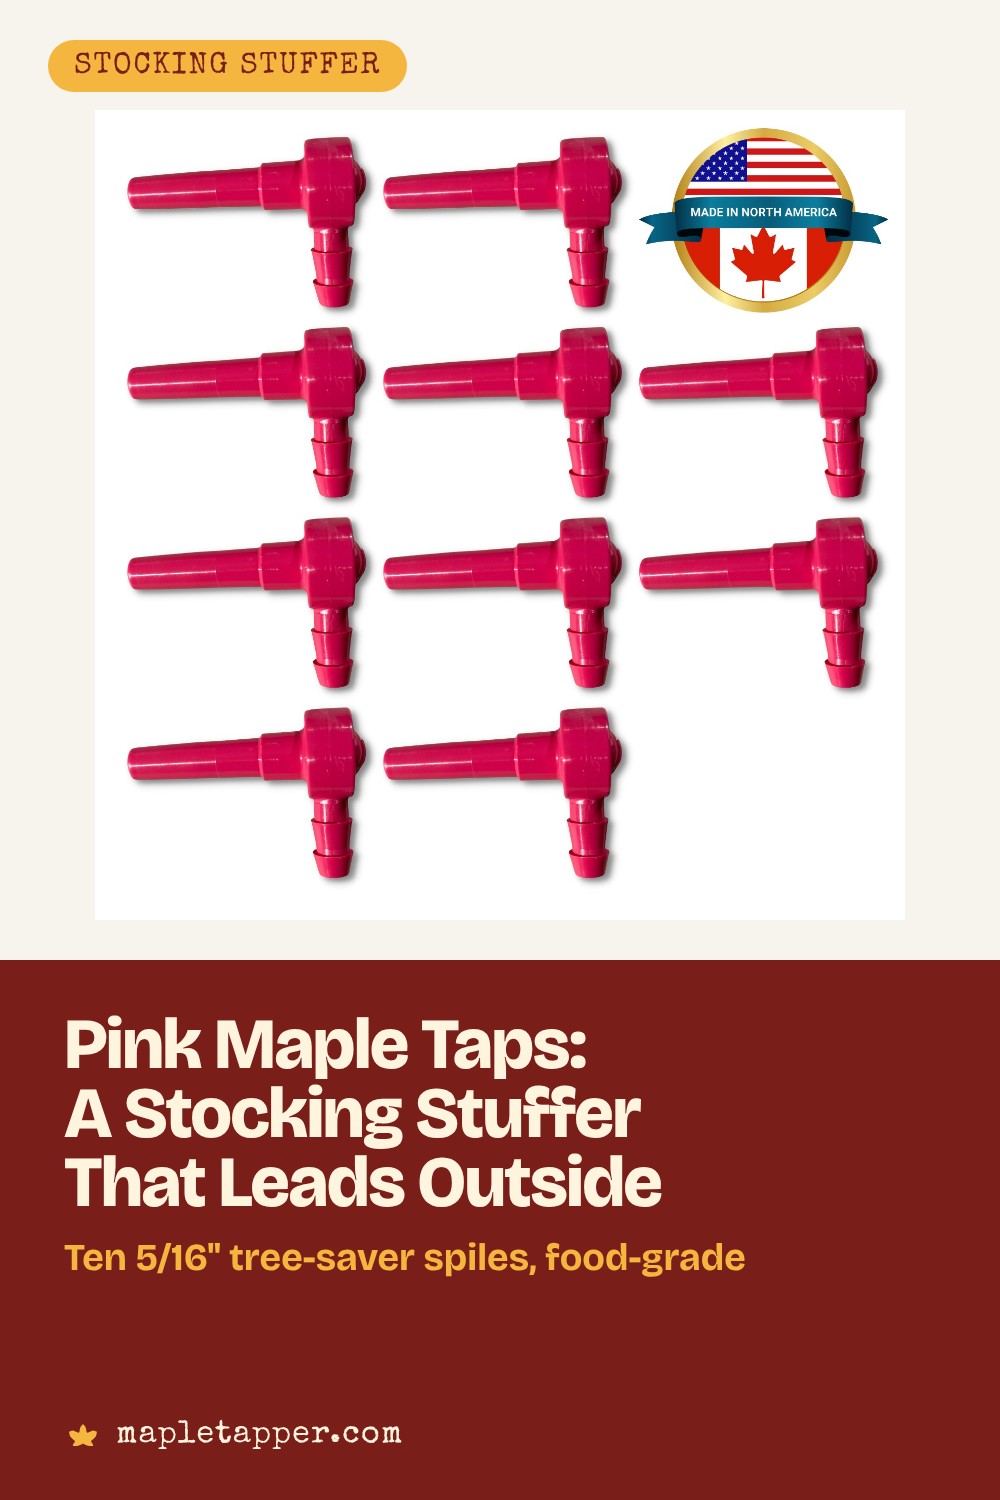 STOCKING STUFFER
MADE IN NORTH AMERICA
Pink Maple Taps:
A Stocking Stuffer
That Leads Outside
Ten 5/16" tree-saver spiles, food-grade
mapletapper.com